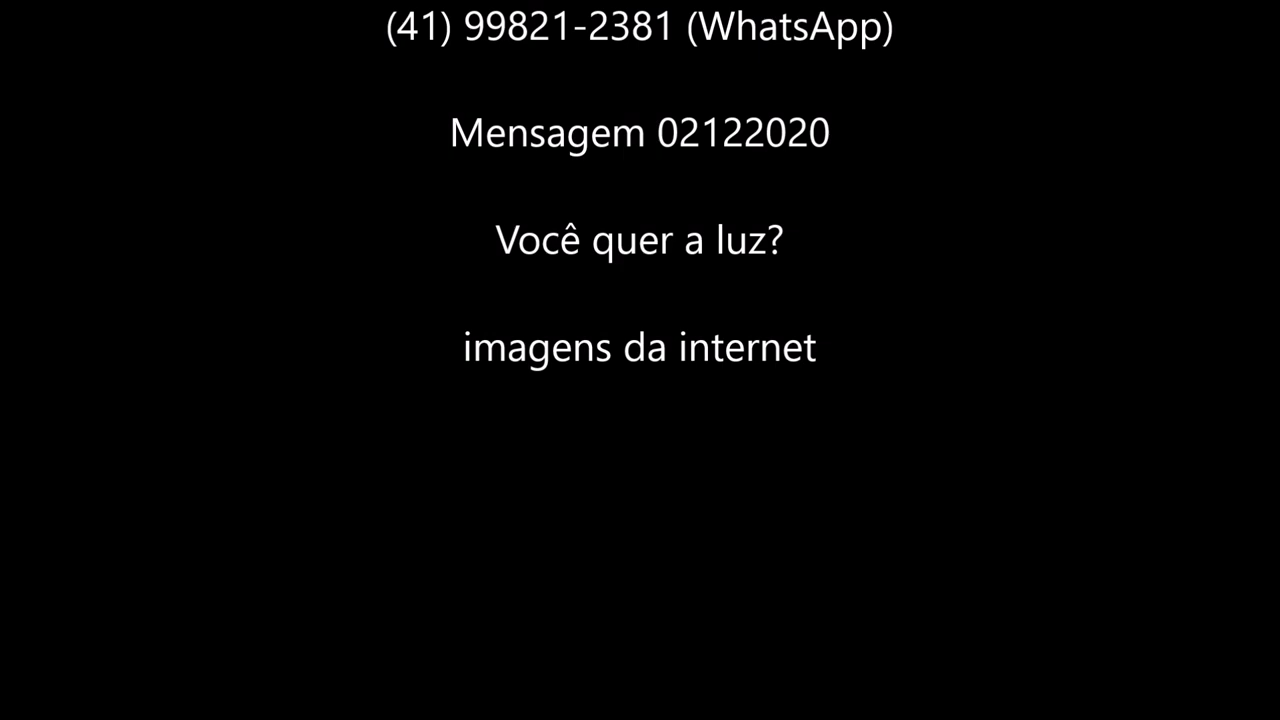 (41) 99821-2381 (WhatsApp)
Mensagem 02122020
Você quer a luz?
imagens da internet